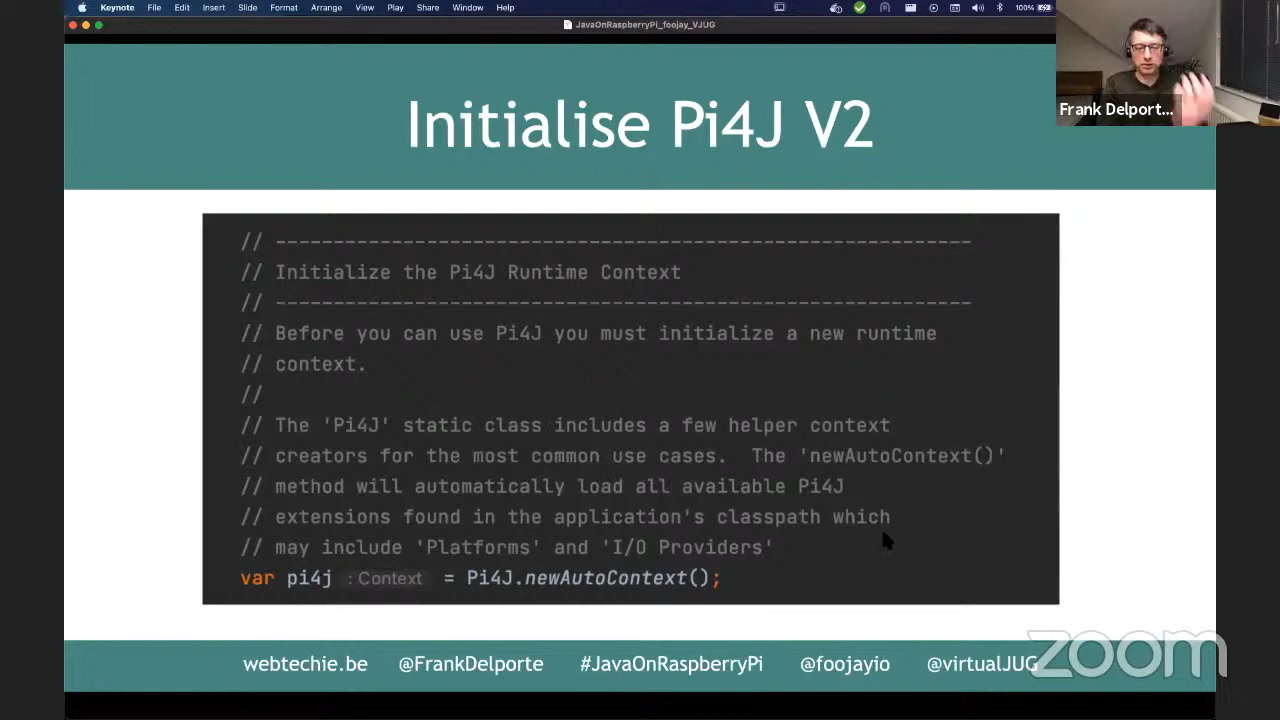 Keynote File Edit Insert Slide Format Arrange View Play Share Window Help 100%
JavaOnRaspberryPi_foojay_VJUG
Frank Delport...
Initialise Pi4J V2
// ------------------------------------------------------------
// Initialize the Pi4J Runtime Context
// ------------------------------------------------------------
// Before you can use Pi4J you must initialize a new runtime
// context.
//
// The 'Pi4J' static class includes a few helper context
// creators for the most common use cases.  The 'newAutoContext()'
// method will automatically load all available Pi4J
// extensions found in the application's classpath which
// may include 'Platforms' and 'I/O Providers'
var pi4j : Context = Pi4J.newAutoContext();
webtechie.be @FrankDelporte #JavaOnRaspberryPi @foojayio @virtualJUG
zoom